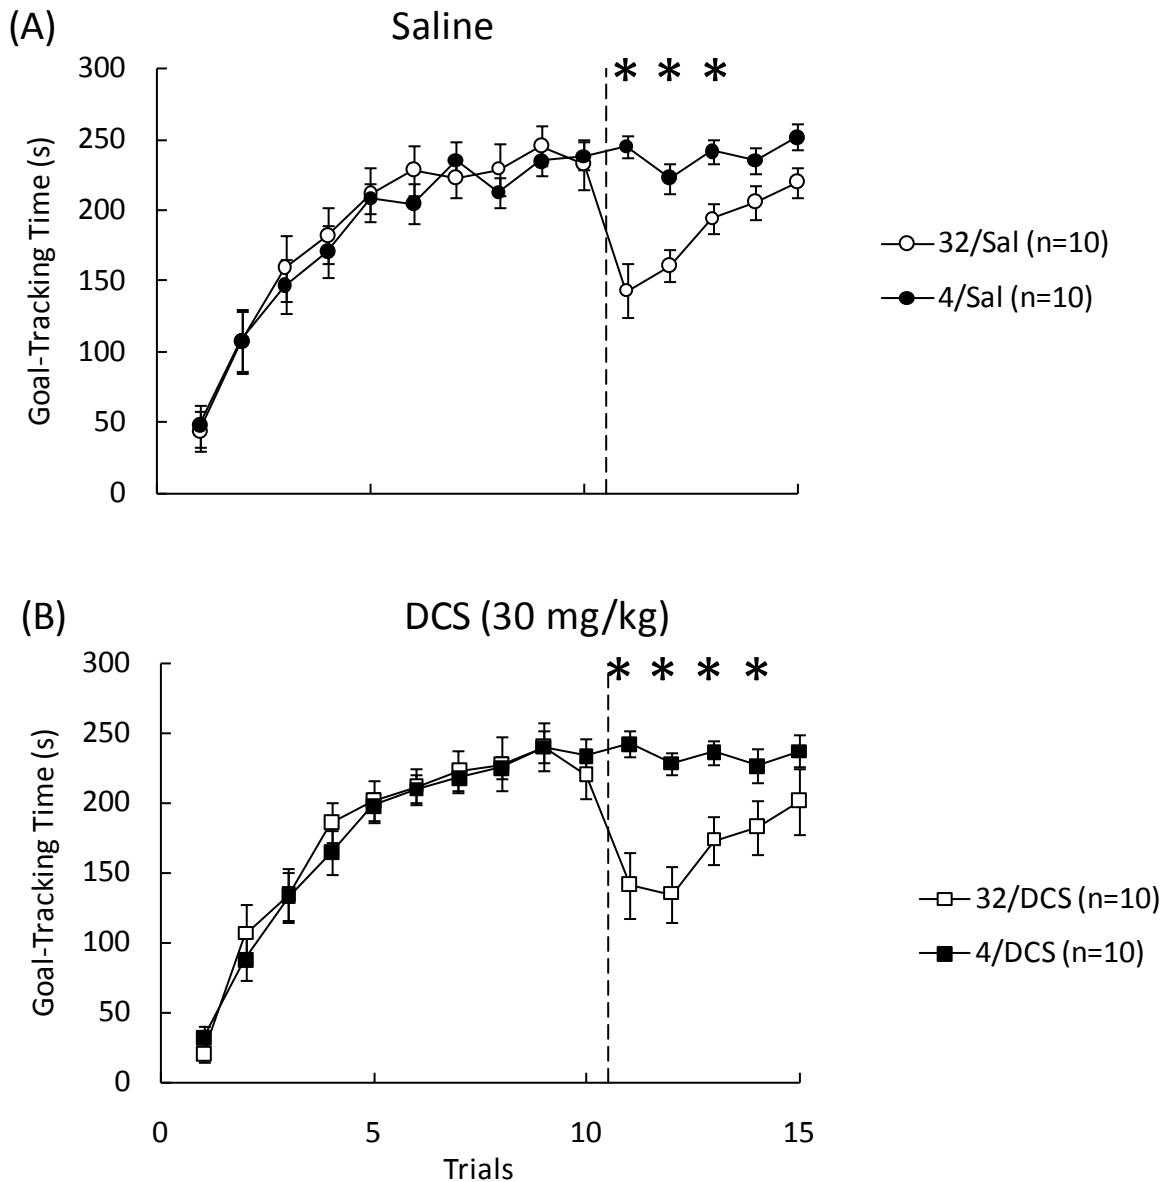 (A)
Saline
300
250
200
150
100
50
0
Goal-Tracking Time (s)
* * *
32/Sal (n=10)
4/Sal (n=10)
(B)
DCS (30 mg/kg)
300
250
200
150
100
50
0
Goal-Tracking Time (s)
* * * *
32/DCS (n=10)
4/DCS (n=10)
0 5 10 15
Trials